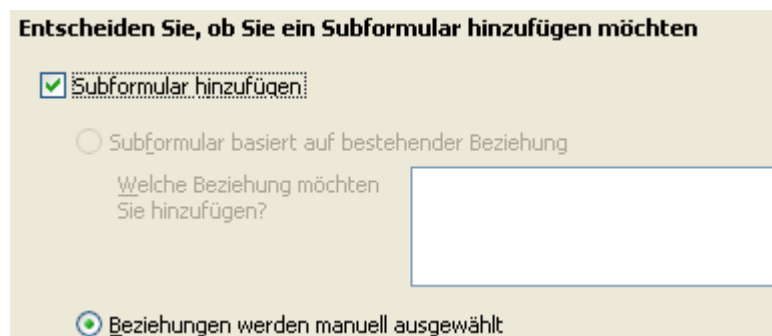 Entscheiden Sie, ob Sie ein Subformular hinzufügen möchten
Subformular hinzufügen
Subformular basiert auf bestehender Beziehung
Welche Beziehung möchten
Sie hinzufügen?
Beziehungen werden manuell ausgewählt